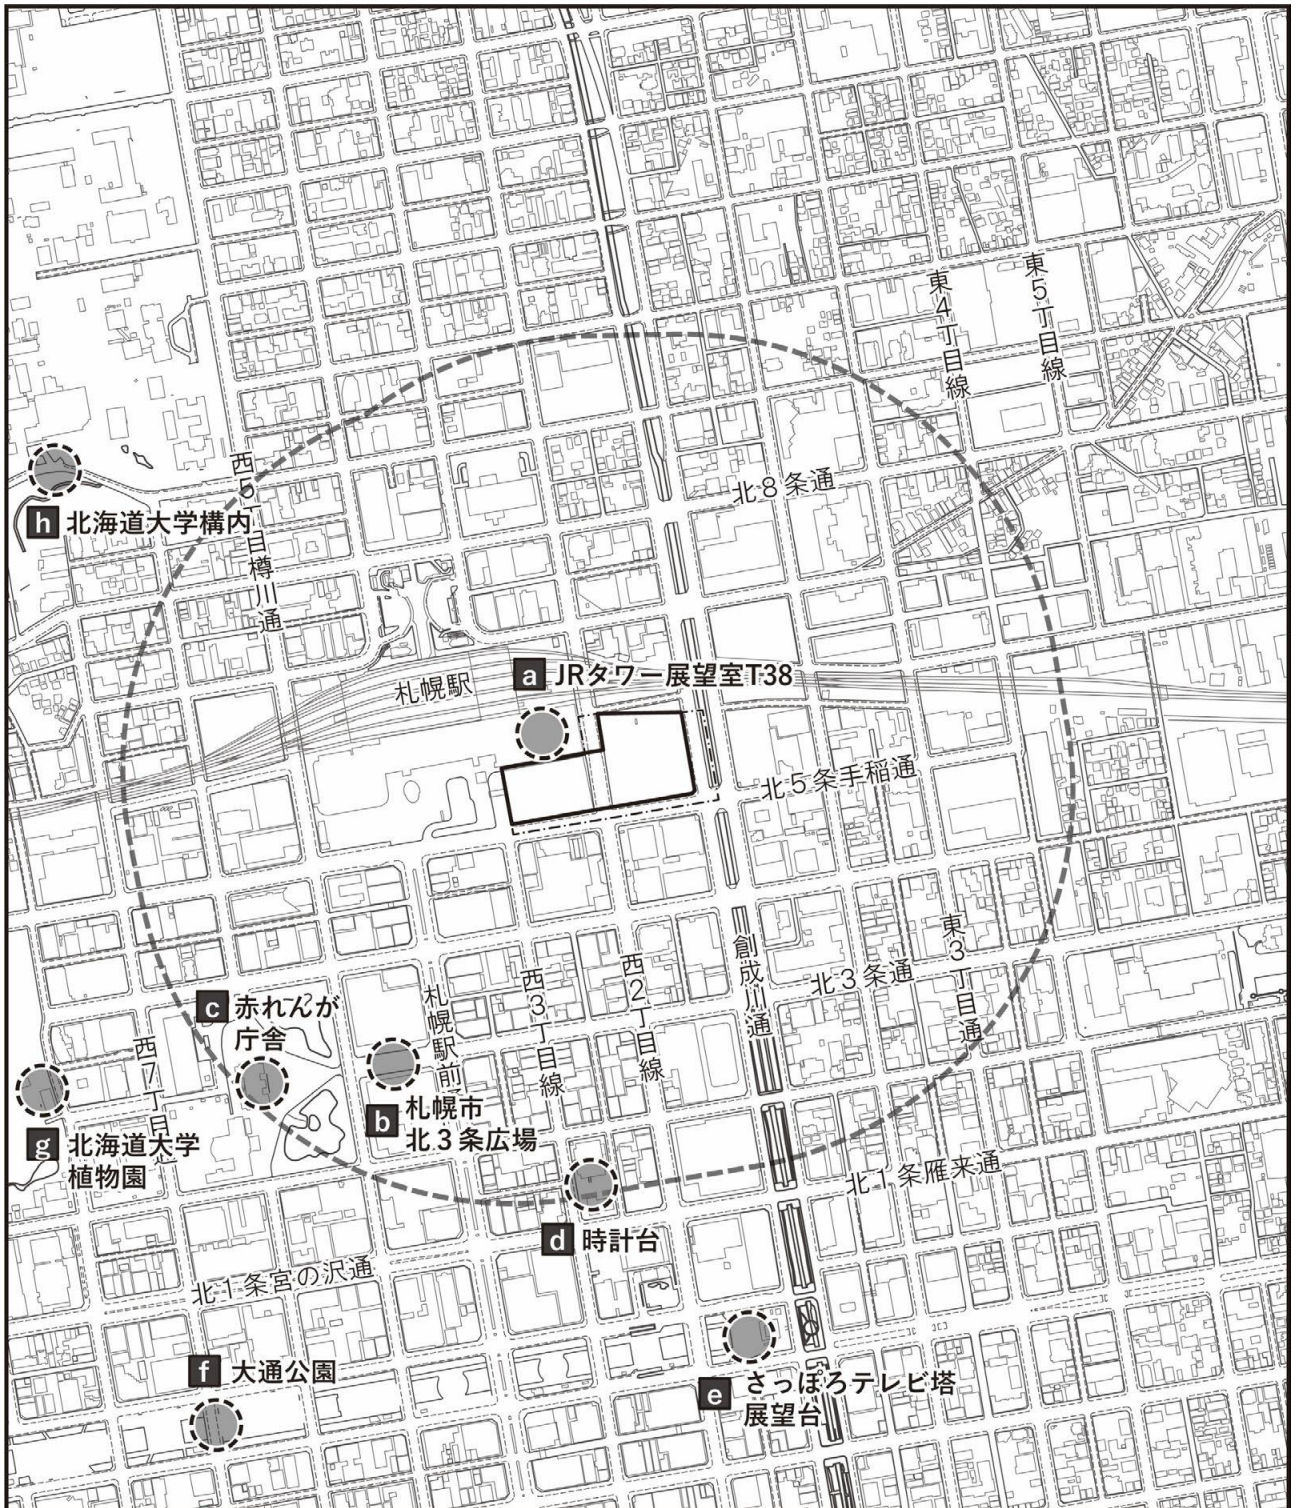 東4丁目線
東5丁目線
西5丁目樽川通
北8条通
h 北海道大学構内
a JRタワー展望室T38
札幌駅
北5条手稲通
東3丁目通
創成川通
北3条通
西2丁目線
西3丁目線
札幌駅前
c 赤れんが
庁舎
西7丁目
b 札幌市
北3条広場
g 北海道大学
植物園
北1条雁来通
d 時計台
北1条宮の沢通
f 大通公園
e さっぽろテレビ塔
展望台